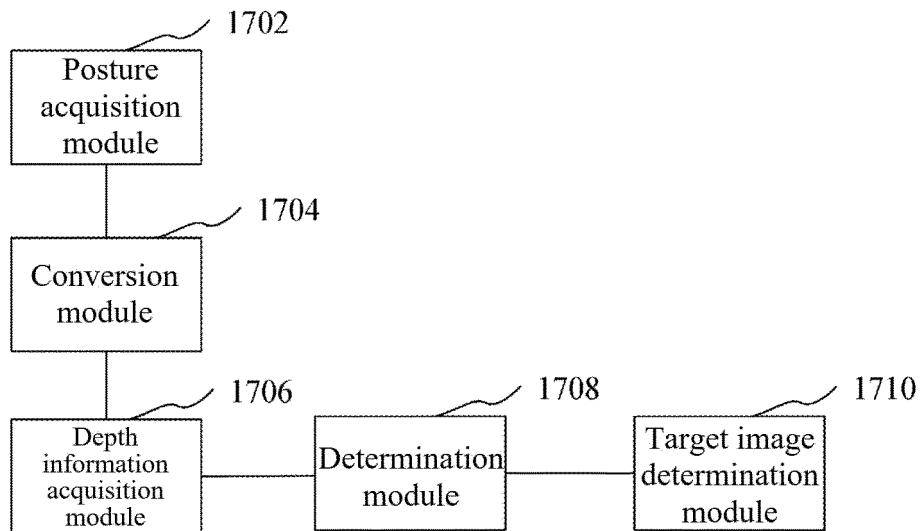 1702
Posture
acquisition
module
1704
Conversion
module
1706
Depth
information
acquisition
module
1708
Determination
module
1710
Target image
determination
module